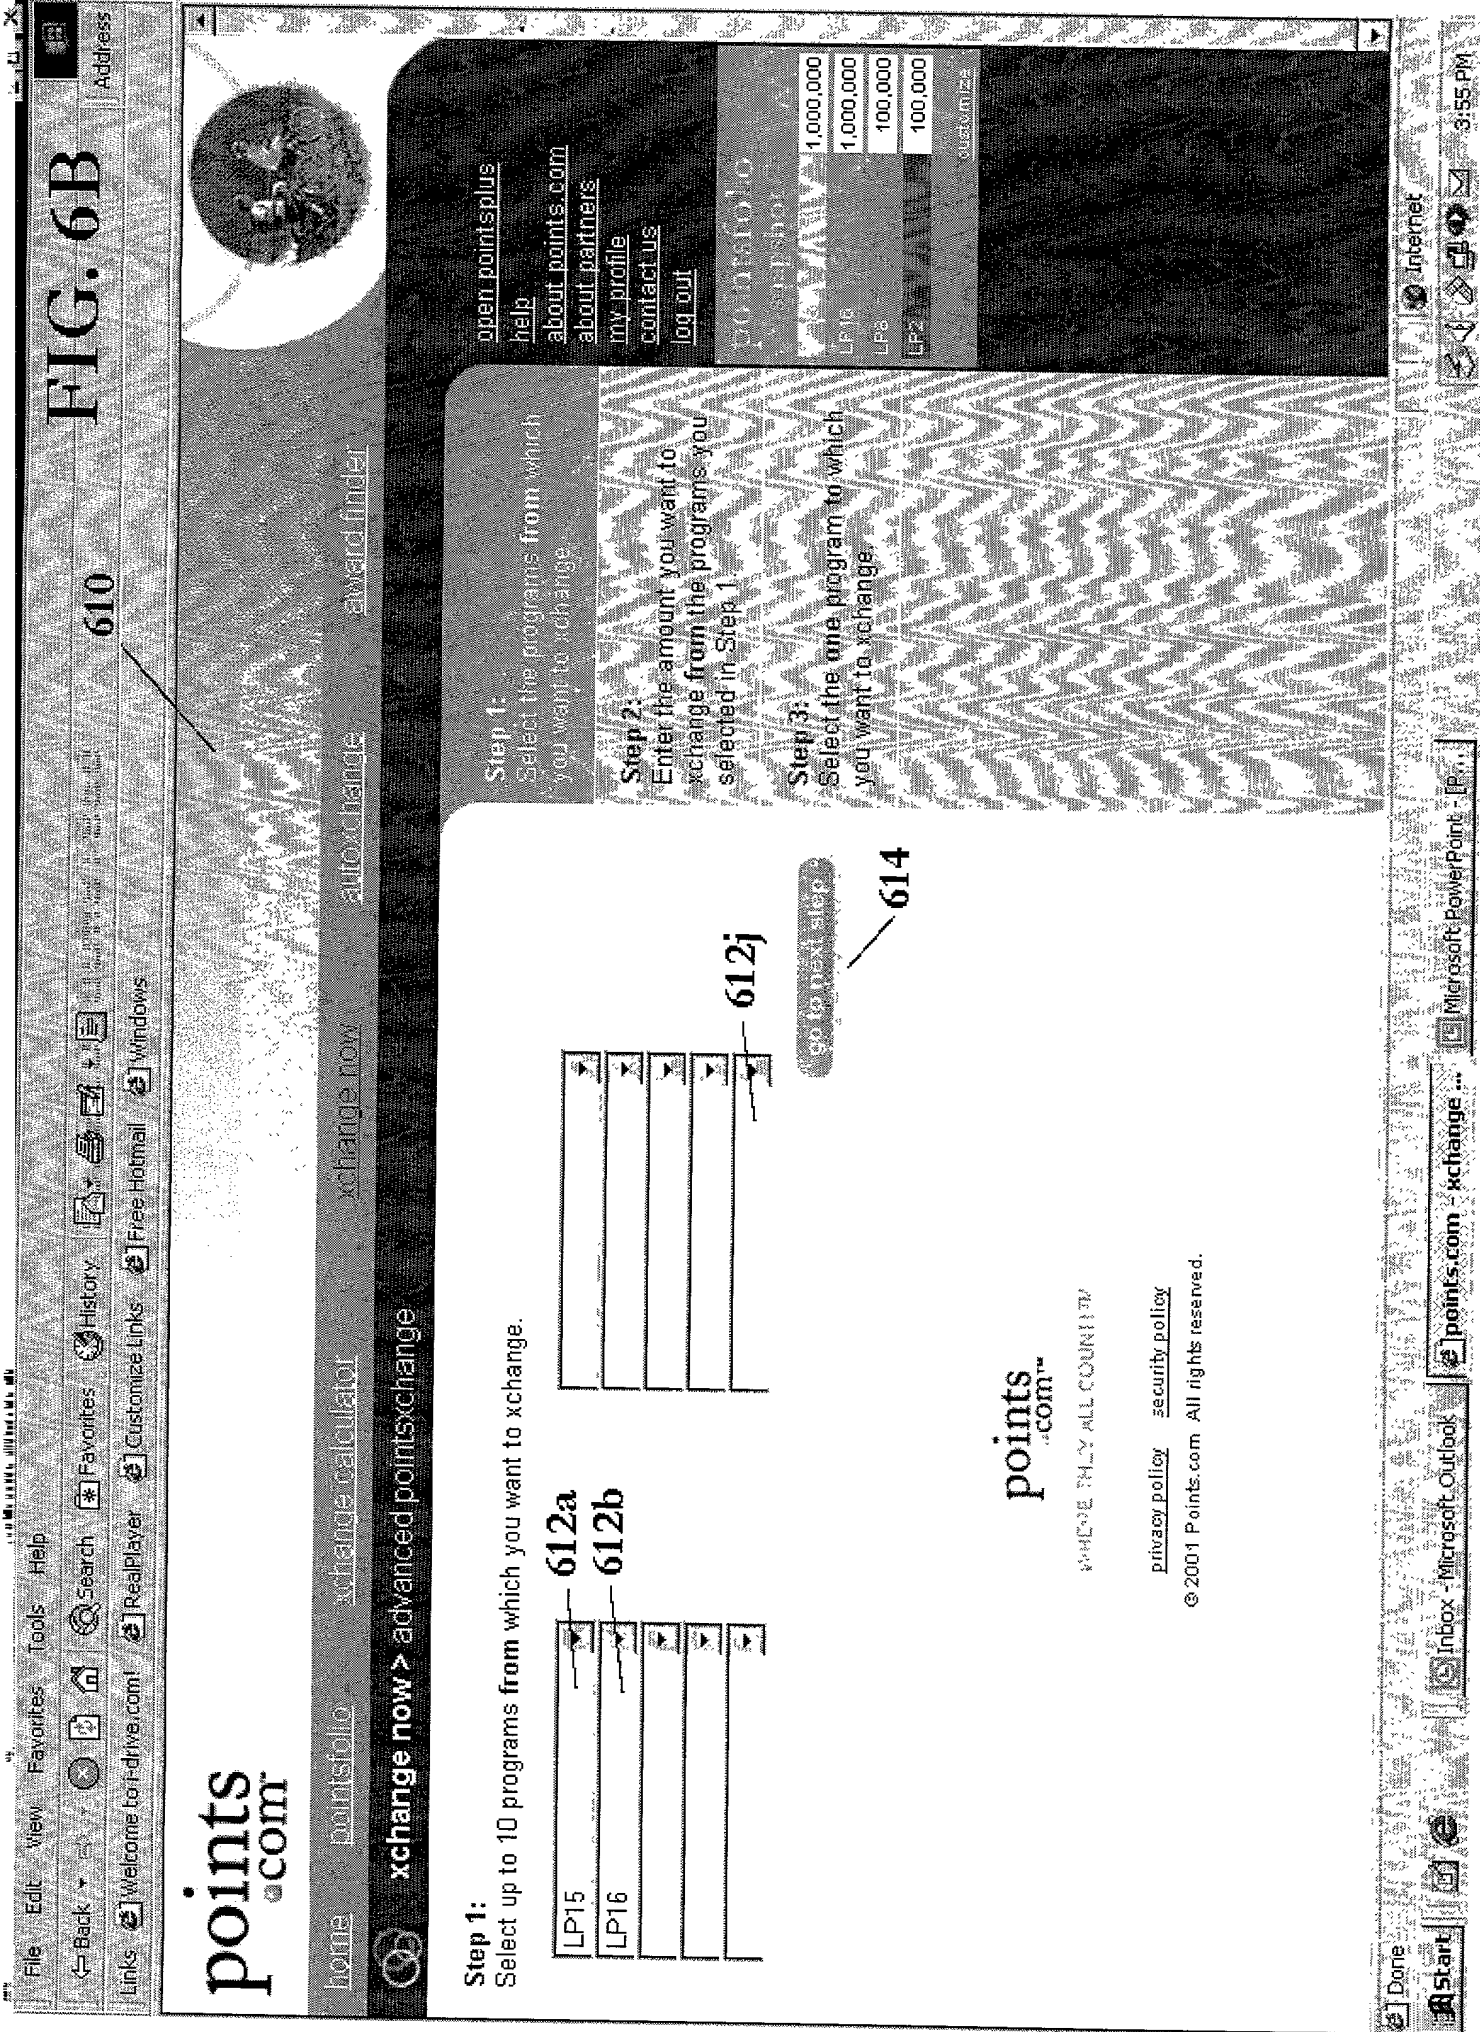 FIG. 6B
File Edit View Favorites Tools Help
Back Search Favorites History
Address
Links Welcome to i-drive.com! RealPlayer Customize Links Free Hotmail Windows
610
points
.com™
home pointsfolio xchange calculator xchange now autoxchange award finder
xchange now > advanced pointsxchange
Step 1:
Select up to 10 programs from which you want to xchange.
612a
LP15
612b
LP16
612j
go to next step
614
Step 1:
Select the programs from which
you want to xchange.
Step 2:
Enter the amount you want to
xchange from the programs you
selected in Step 1.
Step 3:
Select the one program to which
you want to xchange.
open pointsplus
help
about points.com
about partners
my profile
contact us
log out
1,000,000
LP16 1,000,000
LP8 100,000
LP2 100,000
customize
points
.com™
WHERE THEY ALL COUNT™
privacy policy security policy
© 2001 Points.com All rights reserved.
Done Internet
Start Inbox - Microsoft Outlook points.com - xchange ... Microsoft PowerPoint - [P... 3:55 PM